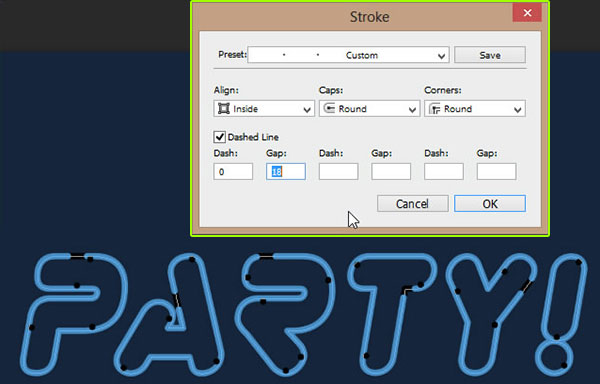 Stroke
Preset: Custom Save
Align: Caps: Corners:
Inside Round Round
Dashed Line
Dash: Gap: Dash: Gap: Dash: Gap:
0 18
Cancel OK
PARTY!